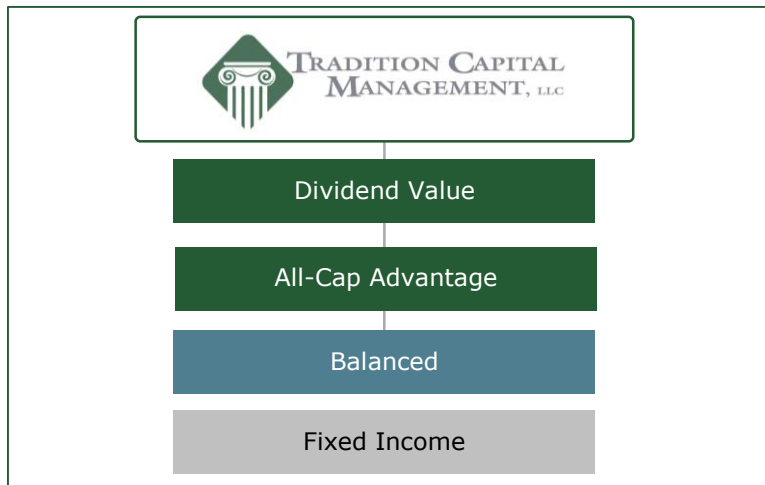 TRADITION CAPITAL
MANAGEMENT, LLC
Dividend Value
All-Cap Advantage
Balanced
Fixed Income